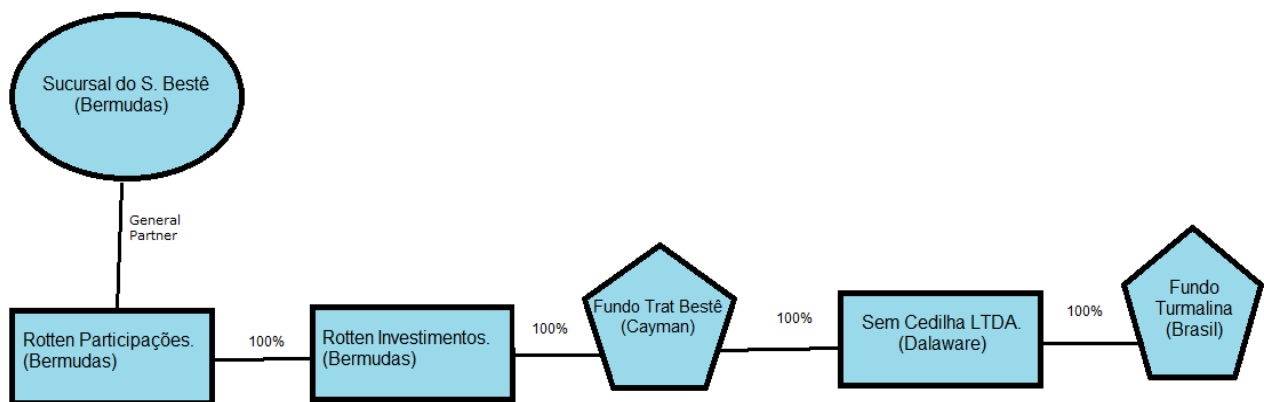 Sucursal do S. Bestê
(Bermudas)
General
Partner
Rotten Participações.
(Bermudas)
100%
Rotten Investimentos.
(Bermudas)
100%
Fundo Trat Bestê
(Cayman)
100%
Sem Cedilha LTDA.
(Dalaware)
100%
Fundo
Turmalina
(Brasil)